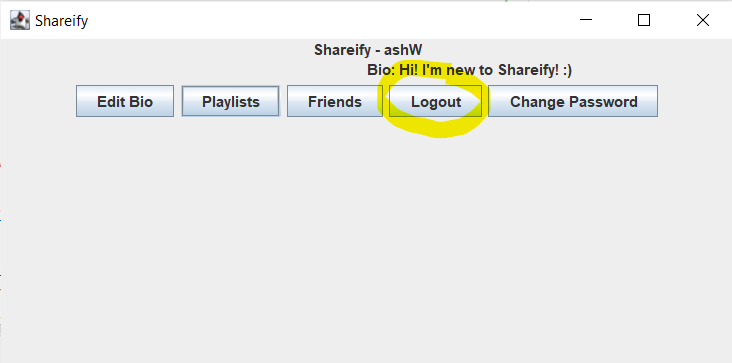 Shareify
Shareify - ashW
Bio: Hi! I'm new to Shareify! :)
Edit Bio Playlists Friends Logout Change Password